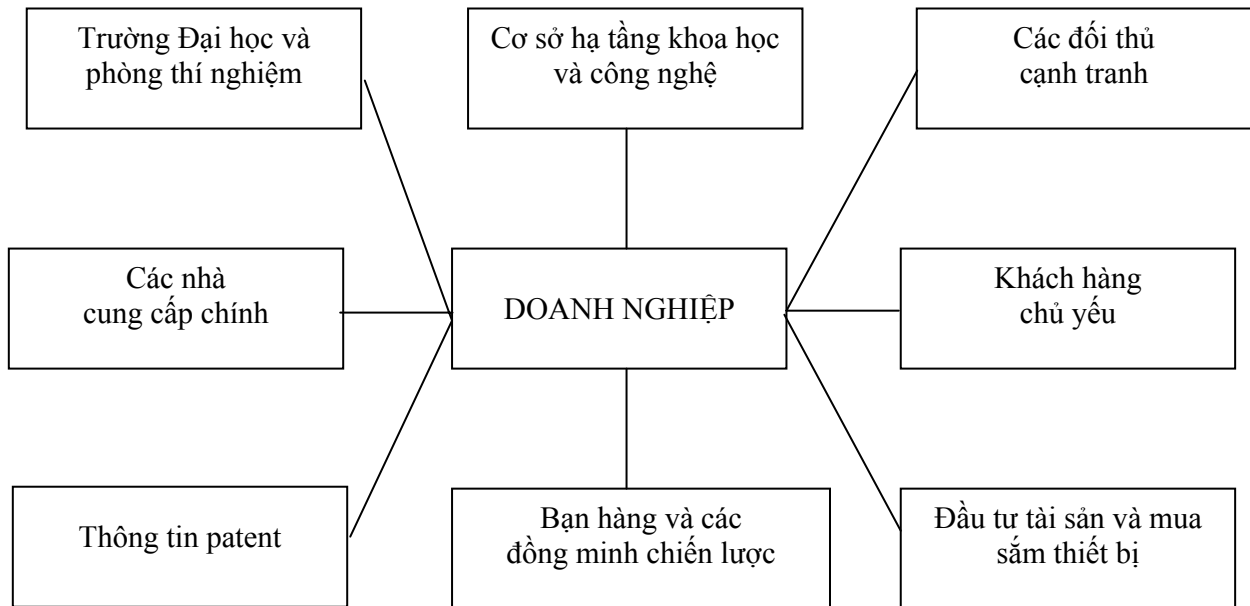 Trường Đại học và
phòng thí nghiệm
Cơ sở hạ tầng khoa học
và công nghệ
Các đối thủ
cạnh tranh
Các nhà
cung cấp chính
DOANH NGHIỆP
Khách hàng
chủ yếu
Thông tin patent
Bạn hàng và các
đồng minh chiến lược
Đầu tư tài sản và mua
sắm thiết bị